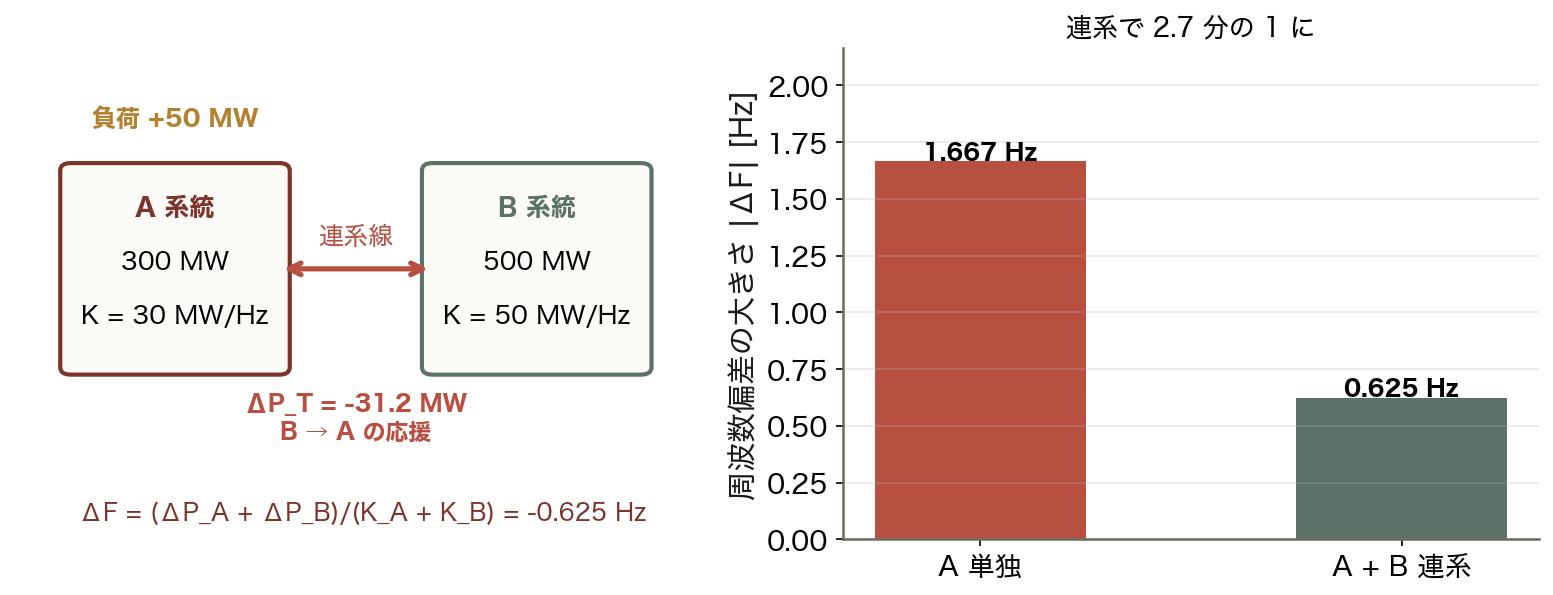 負荷 +50 MW
A 系統
300 MW
K = 30 MW/Hz
連系線
B 系統
500 MW
K = 50 MW/Hz
ΔP_T = -31.2 MW
B → A の応援
ΔF = (ΔP_A + ΔP_B)/(K_A + K_B) = -0.625 Hz
連系で 2.7 分の 1 に
周波数偏差の大きさ |ΔF| [Hz]
2.00
1.75
1.50
1.25
1.00
0.75
0.50
0.25
0.00
1.667 Hz
0.625 Hz
A 単独
A + B 連系